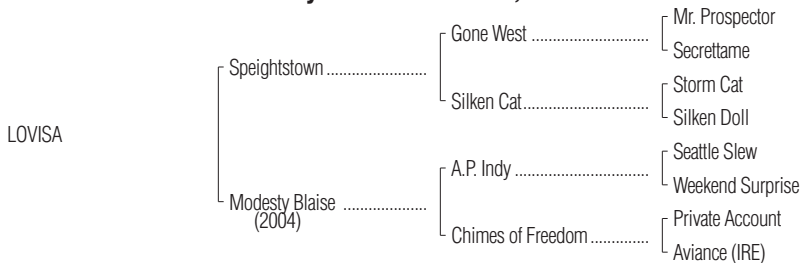 Gone West
Mr. Prospector
Secrettame
Speightstown
Silken Cat
Storm Cat
Silken Doll
LOVISA
A.P. Indy
Seattle Slew
Weekend Surprise
Modesty Blaise
(2004)
Chimes of Freedom
Private Account
Aviance (IRE)